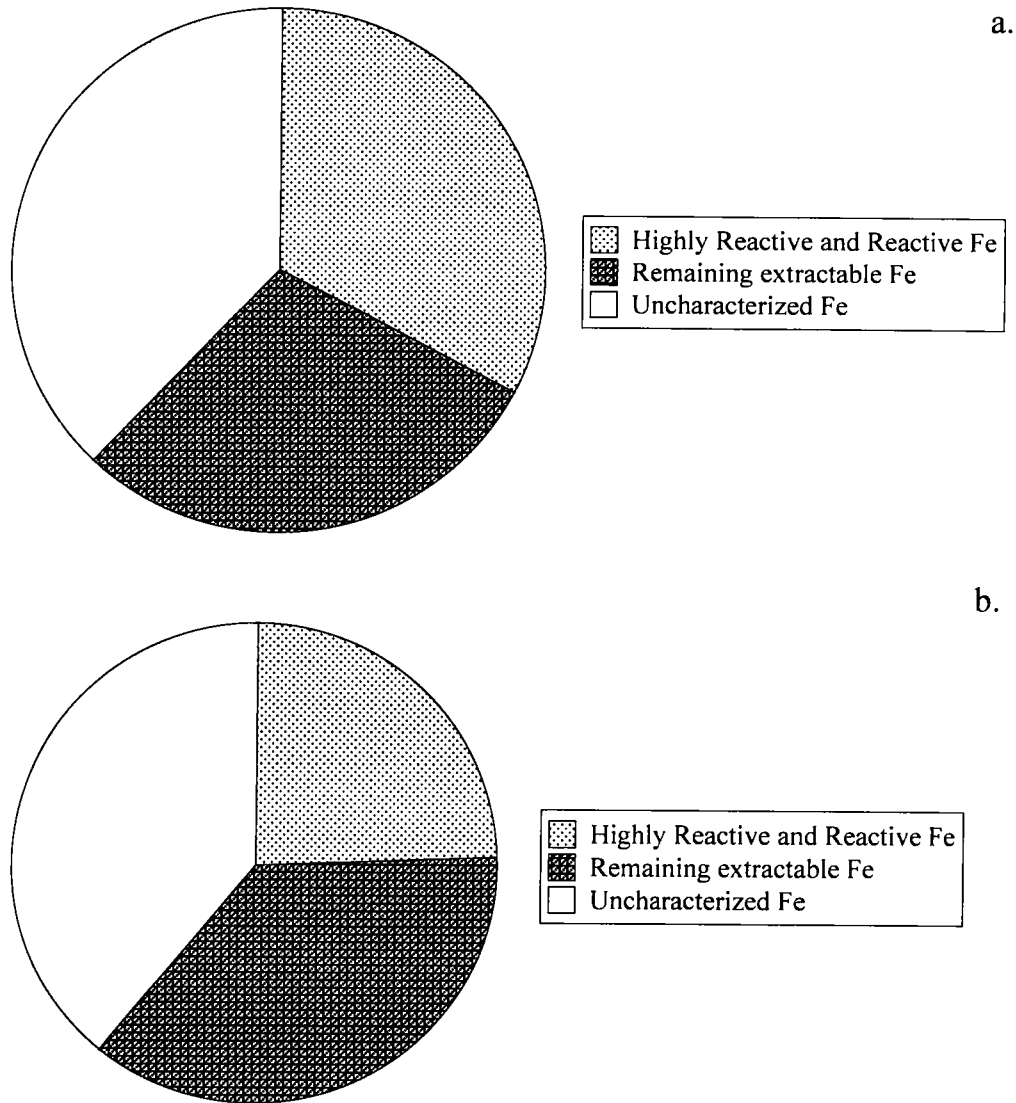 a.
Highly Reactive and Reactive Fe
Remaining extractable Fe
Uncharacterized Fe
b.
Highly Reactive and Reactive Fe
Remaining extractable Fe
Uncharacterized Fe